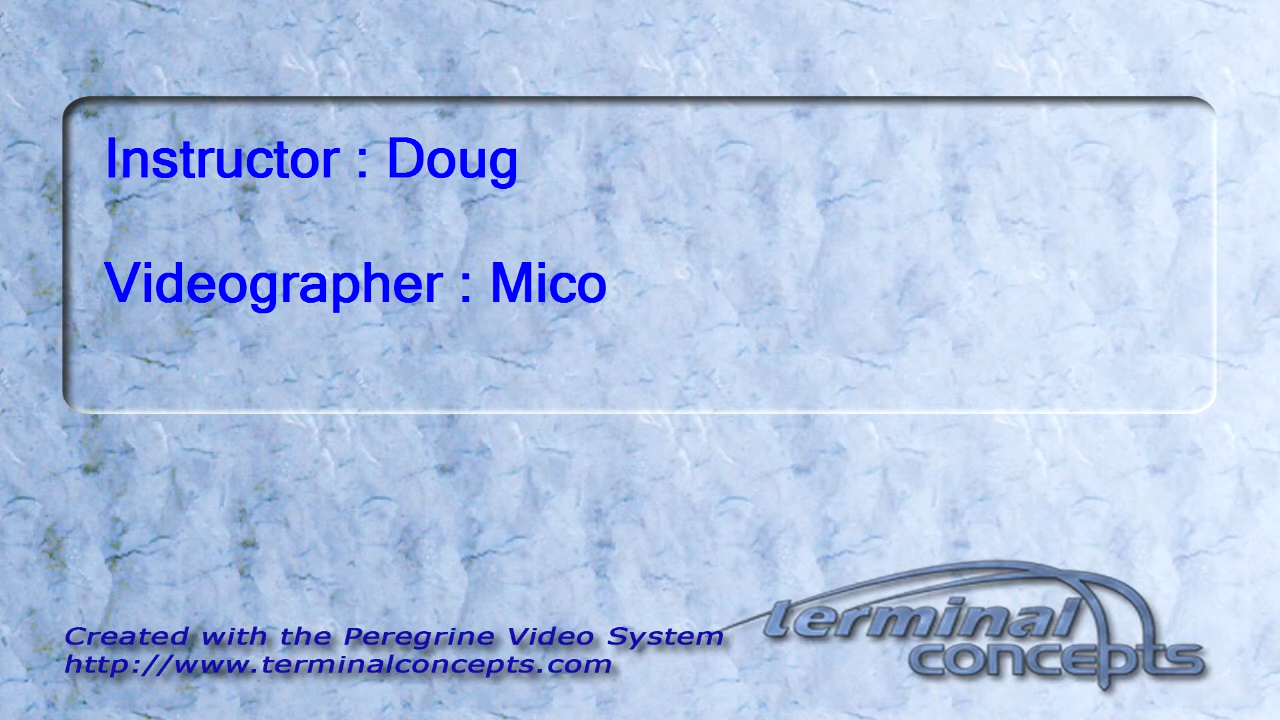 Instructor : Doug
Videographer : Mico
Created with the Peregrine Video System
http://www.terminalconcepts.com
terminal
concepts